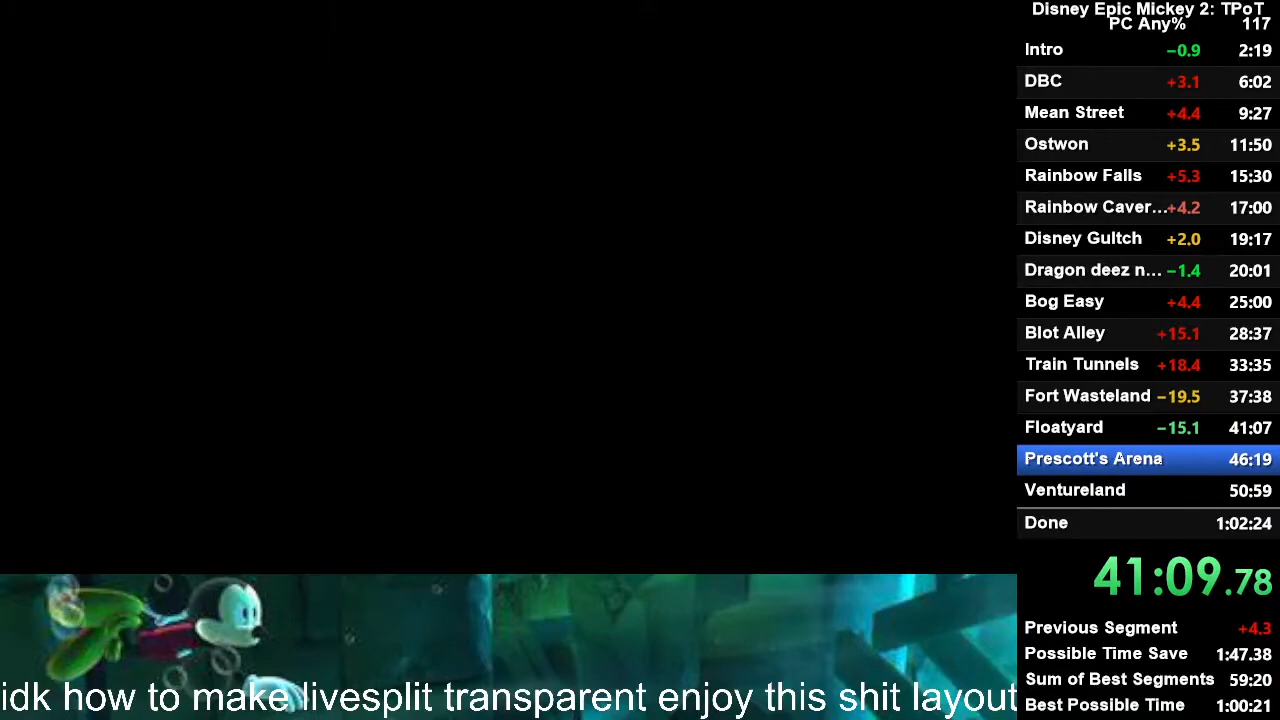 Disney Epic Mickey 2: TPoT
PC Any% 117
Intro −0.9 2:19
DBC +3.1 6:02
Mean Street +4.4 9:27
Ostwon +3.5 11:50
Rainbow Falls +5.3 15:30
Rainbow Caver... +4.2 17:00
Disney Gultch +2.0 19:17
Dragon deez n... −1.4 20:01
Bog Easy +4.4 25:00
Blot Alley +15.1 28:37
Train Tunnels +18.4 33:35
Fort Wasteland −19.5 37:38
Floatyard −15.1 41:07
Prescott's Arena 46:19
Ventureland 50:59
Done 1:02:24
41:09.78
Previous Segment +4.3
Possible Time Save 1:47.38
Sum of Best Segments 59:20
Best Possible Time 1:00:21
idk how to make livesplit transparent enjoy this shit layout